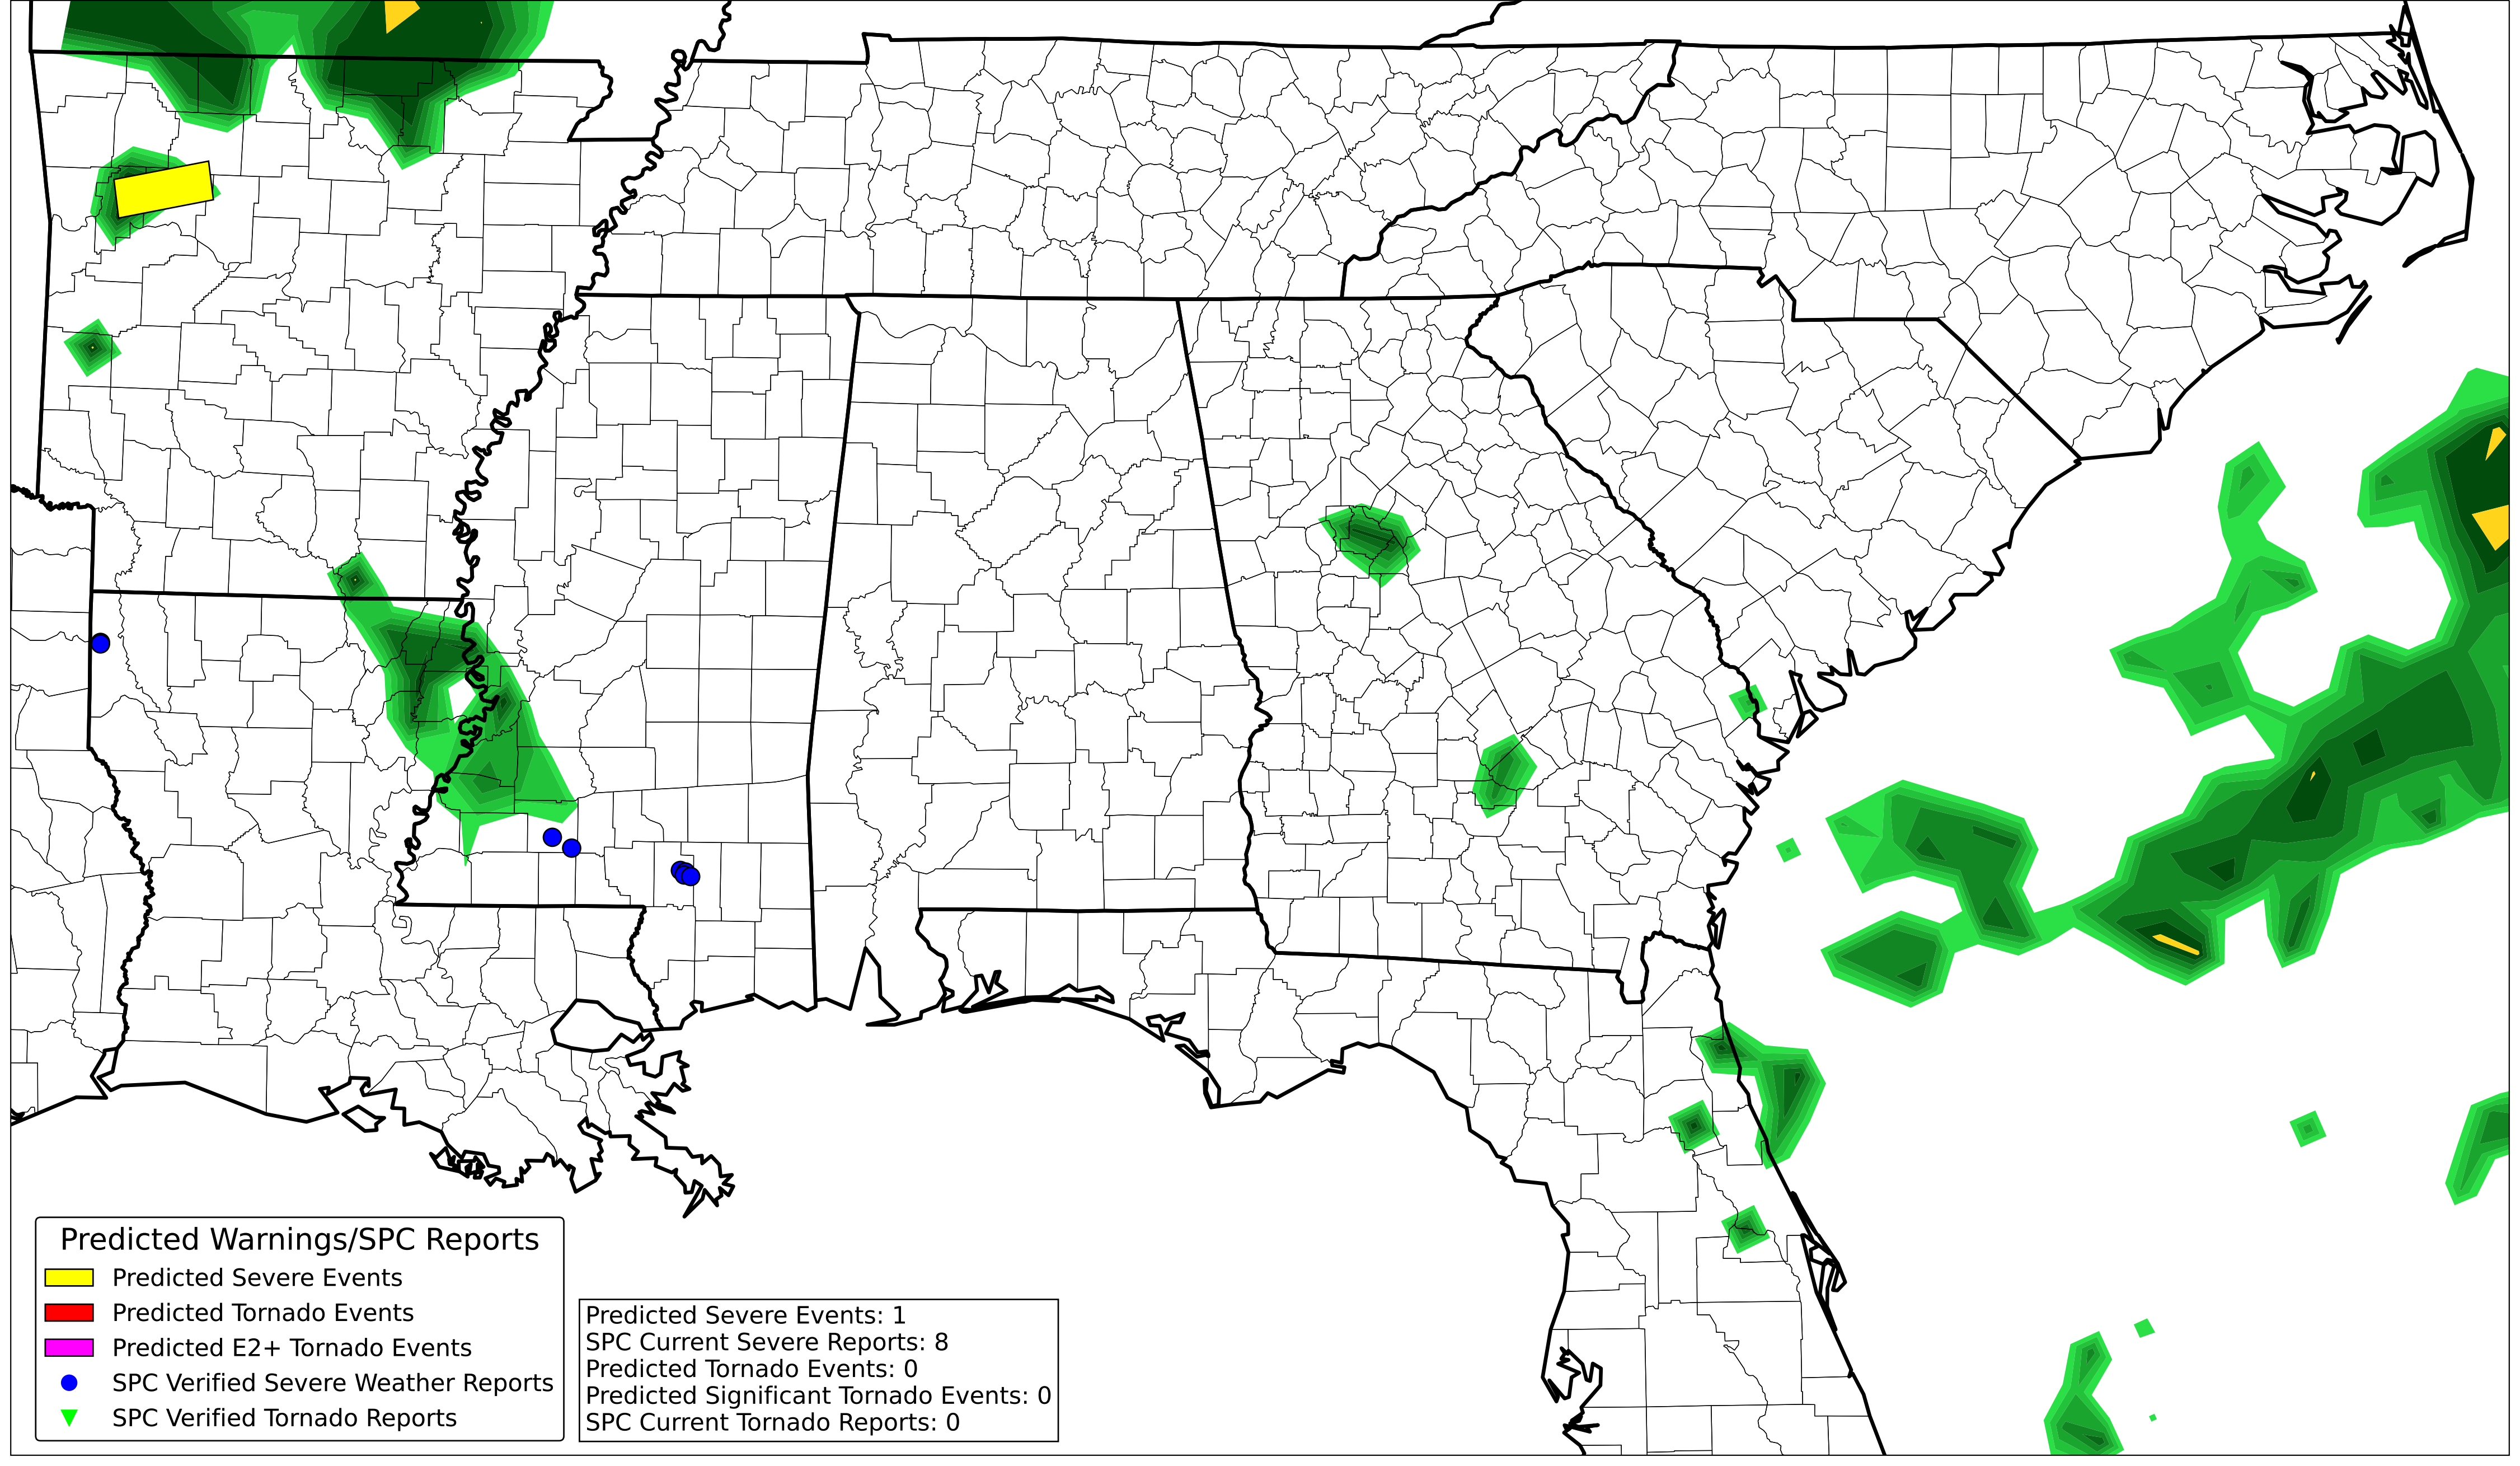 Predicted Warnings/SPC Reports
Predicted Severe Events
Predicted Tornado Events
Predicted E2+ Tornado Events
SPC Verified Severe Weather Reports
SPC Verified Tornado Reports
Predicted Severe Events: 1
SPC Current Severe Reports: 8
Predicted Tornado Events: 0
Predicted Significant Tornado Events: 0
SPC Current Tornado Reports: 0